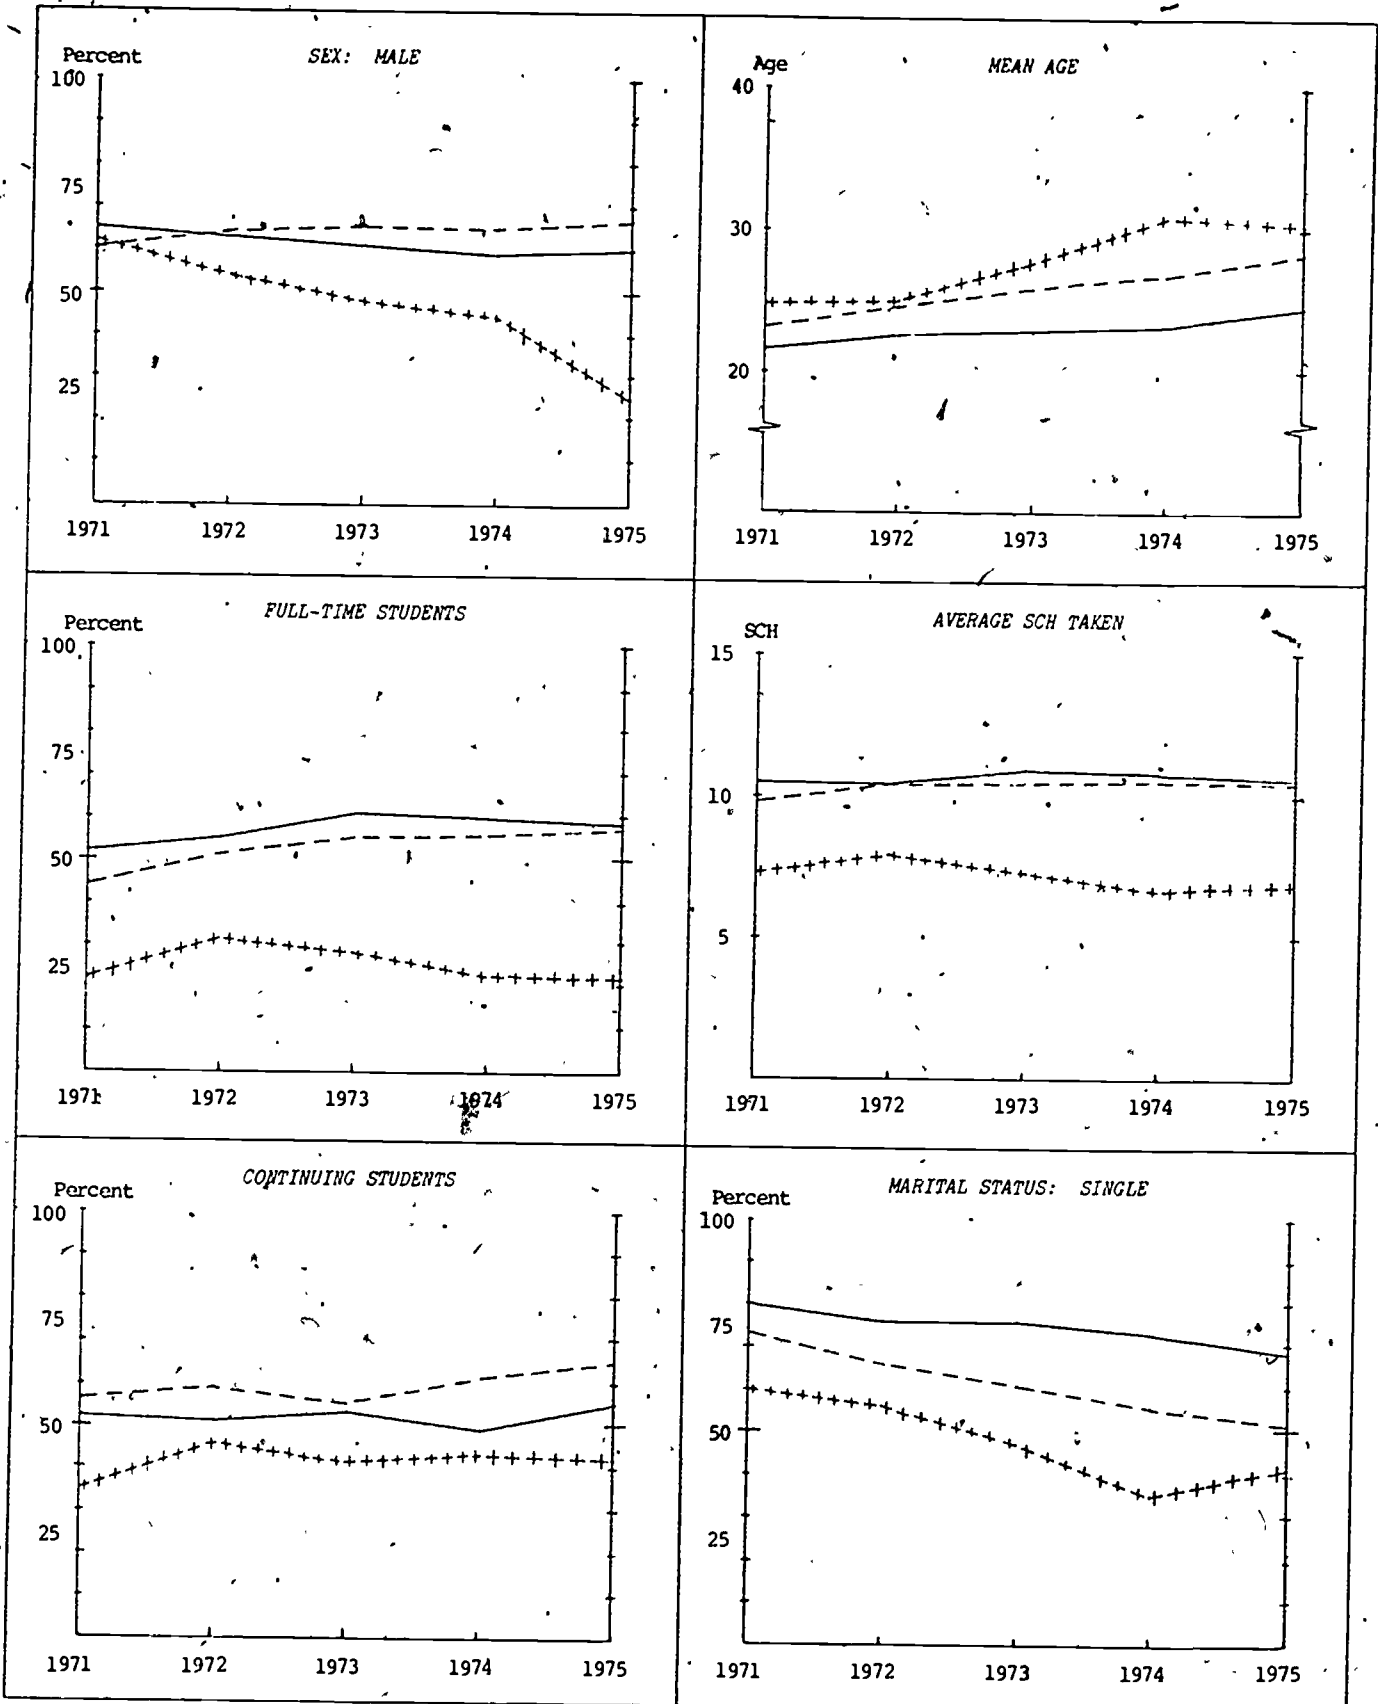 SEX: MALE
Percent
100
75
50
25
1971 1972 1973 1974 1975
MEAN AGE
Age
40
30
20
1971 1972 1973 1974 1975
FULL-TIME STUDENTS
Percent
100
75
50
25
1971 1972 1973 1974 1975
AVERAGE SCH TAKEN
SCH
15
10
5
1971 1972 1973 1974 1975
CONTINUING STUDENTS
Percent
100
75
50
25
1971 1972 1973 1974 1975
MARITAL STATUS: SINGLE
Percent
100
75
50
25
1971 1972 1973 1974 1975